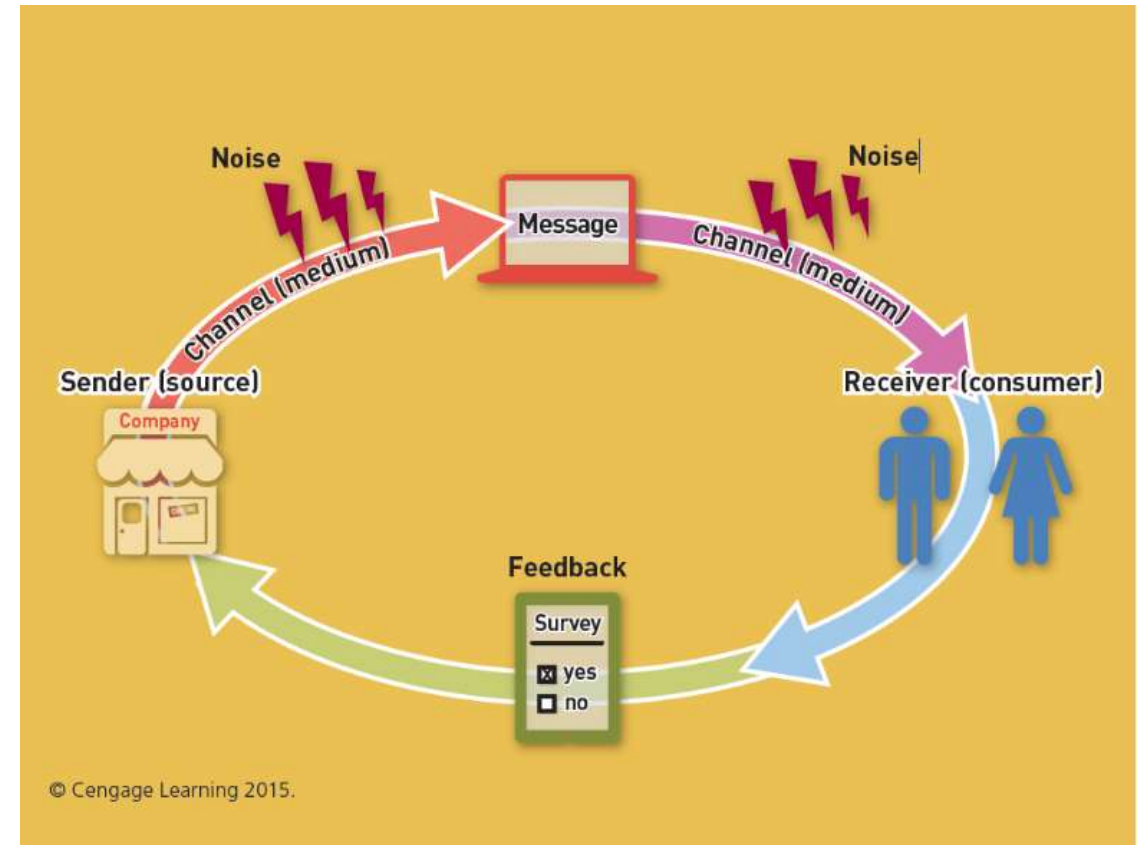 Noise
Noise
Message
Channel (medium)
Channel (medium)
Sender (source)
Receiver (consumer)
Company
Feedback
Survey
yes
no
© Cengage Learning 2015.